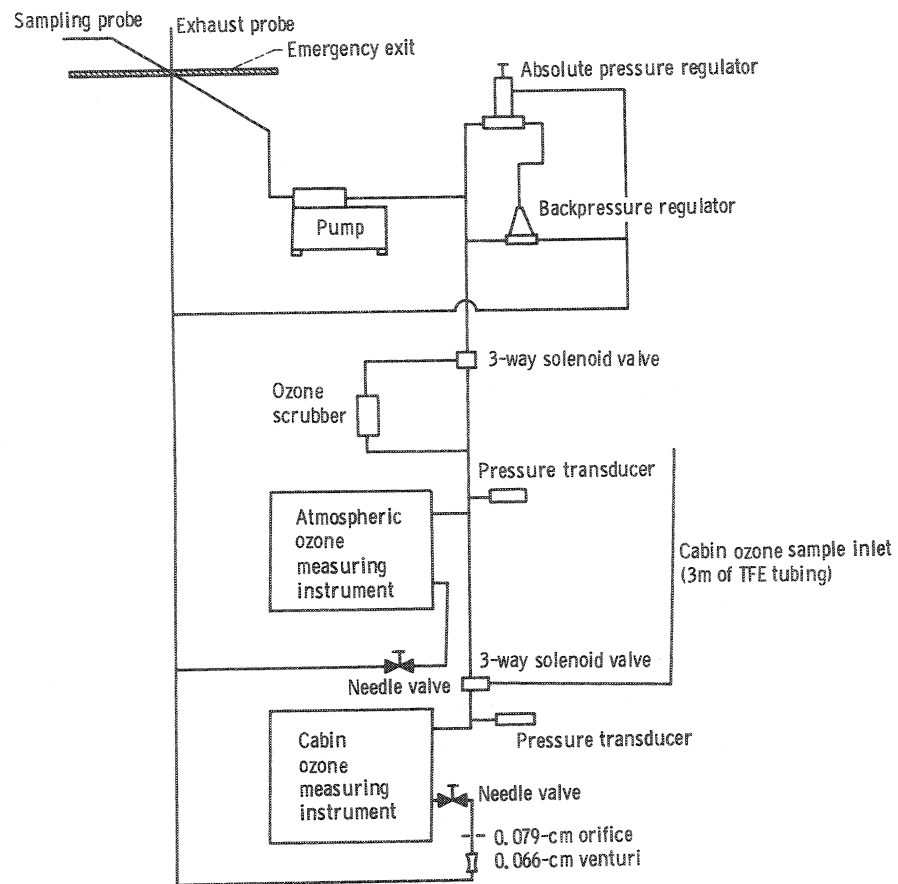 Sampling probe
Exhaust probe
Emergency exit
Absolute pressure regulator
Pump
Backpressure regulator
3-way solenoid valve
Ozone
scrubber
Pressure transducer
Atmospheric
ozone
measuring
instrument
Cabin ozone sample inlet
(3m of TFE tubing)
3-way solenoid valve
Needle valve
Cabin
ozone
measuring
instrument
Pressure transducer
Needle valve
0.079-cm orifice
0.066-cm venturi